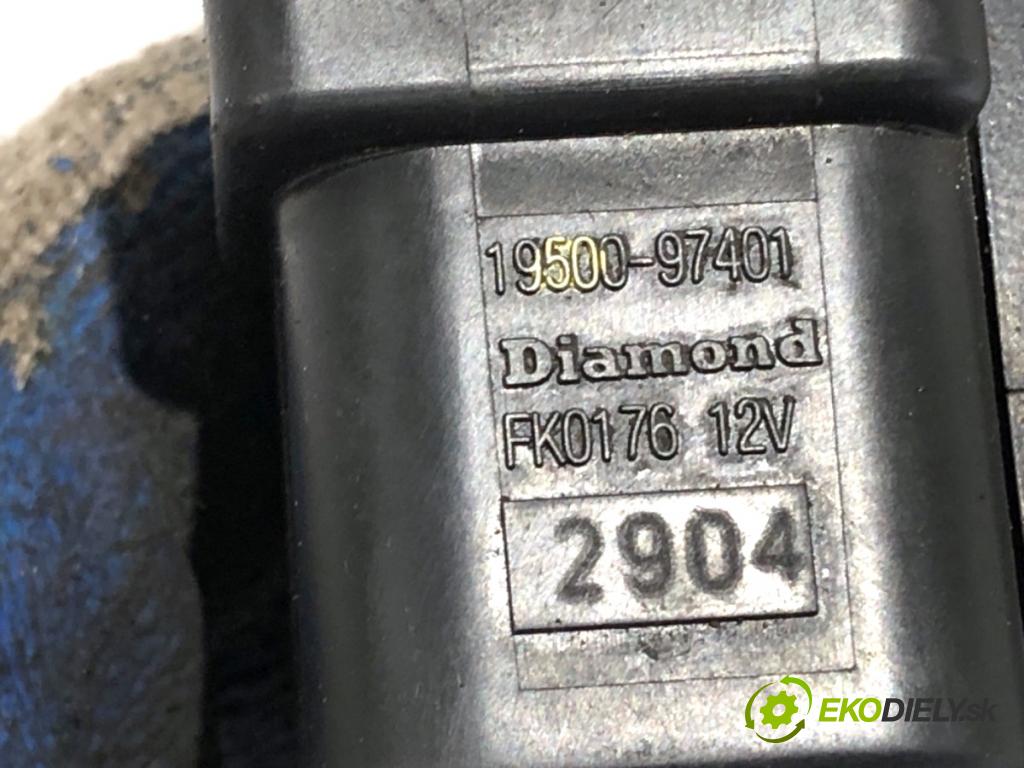 19500-97401
Diamond
FK0176 12V
2904
EKODIELY.sk